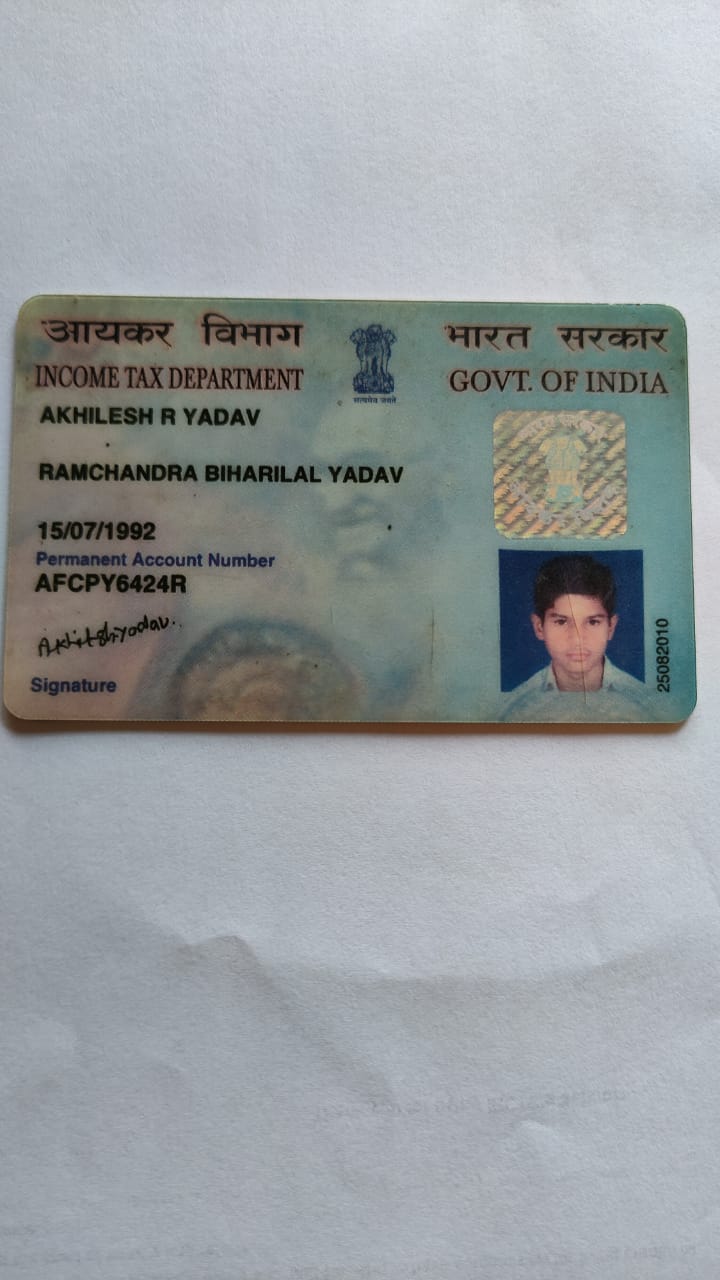 आयकर विभाग
भारत सरकार
INCOME TAX DEPARTMENT
GOVT. OF INDIA
सत्यमेव जयते
AKHILESH R YADAV
RAMCHANDRA BIHARILAL YADAV
15/07/1992
Permanent Account Number
AFCPY6424R
Signature
25082010